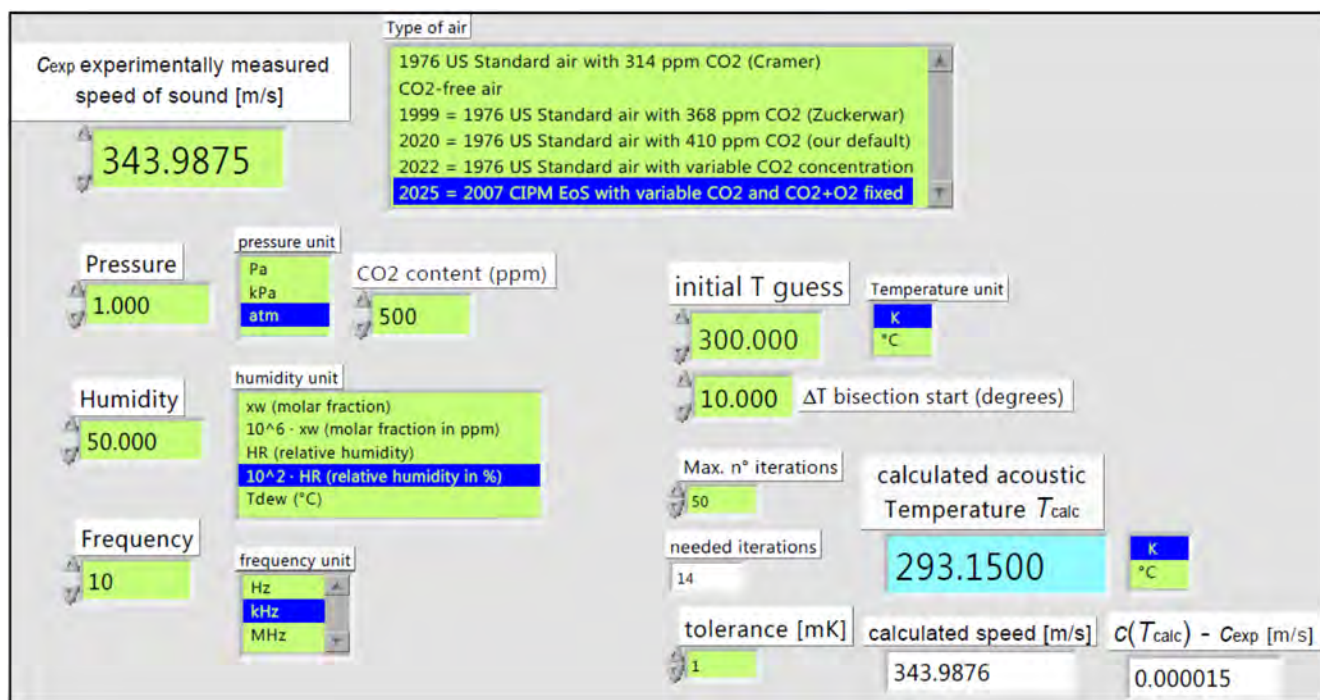 Type of air
Cexp experimentally measured
speed of sound [m/s]
343.9875
1976 US Standard air with 314 ppm CO2 (Cramer)
CO2-free air
1999 = 1976 US Standard air with 368 ppm CO2 (Zuckerwar)
2020 = 1976 US Standard air with 410 ppm CO2 (our default)
2022 = 1976 US Standard air with variable CO2 concentration
2025 = 2007 CIPM EoS with variable CO2 and CO2+O2 fixed
Pressure
1.000
pressure unit
Pa
kPa
atm
CO2 content (ppm)
500
initial T guess
300.000
Temperature unit
K
°C
10.000
ΔT bisection start (degrees)
Humidity
50.000
humidity unit
xw (molar fraction)
10^6 · xw (molar fraction in ppm)
HR (relative humidity)
10^2 · HR (relative humidity in %)
Tdew (°C)
Max. n° iterations
50
needed iterations
14
calculated acoustic
Temperature Tcalc
293.1500
K
°C
Frequency
10
frequency unit
Hz
kHz
MHz
tolerance [mK]
1
calculated speed [m/s]
343.9876
c(Tcalc) - cexp [m/s]
0.000015